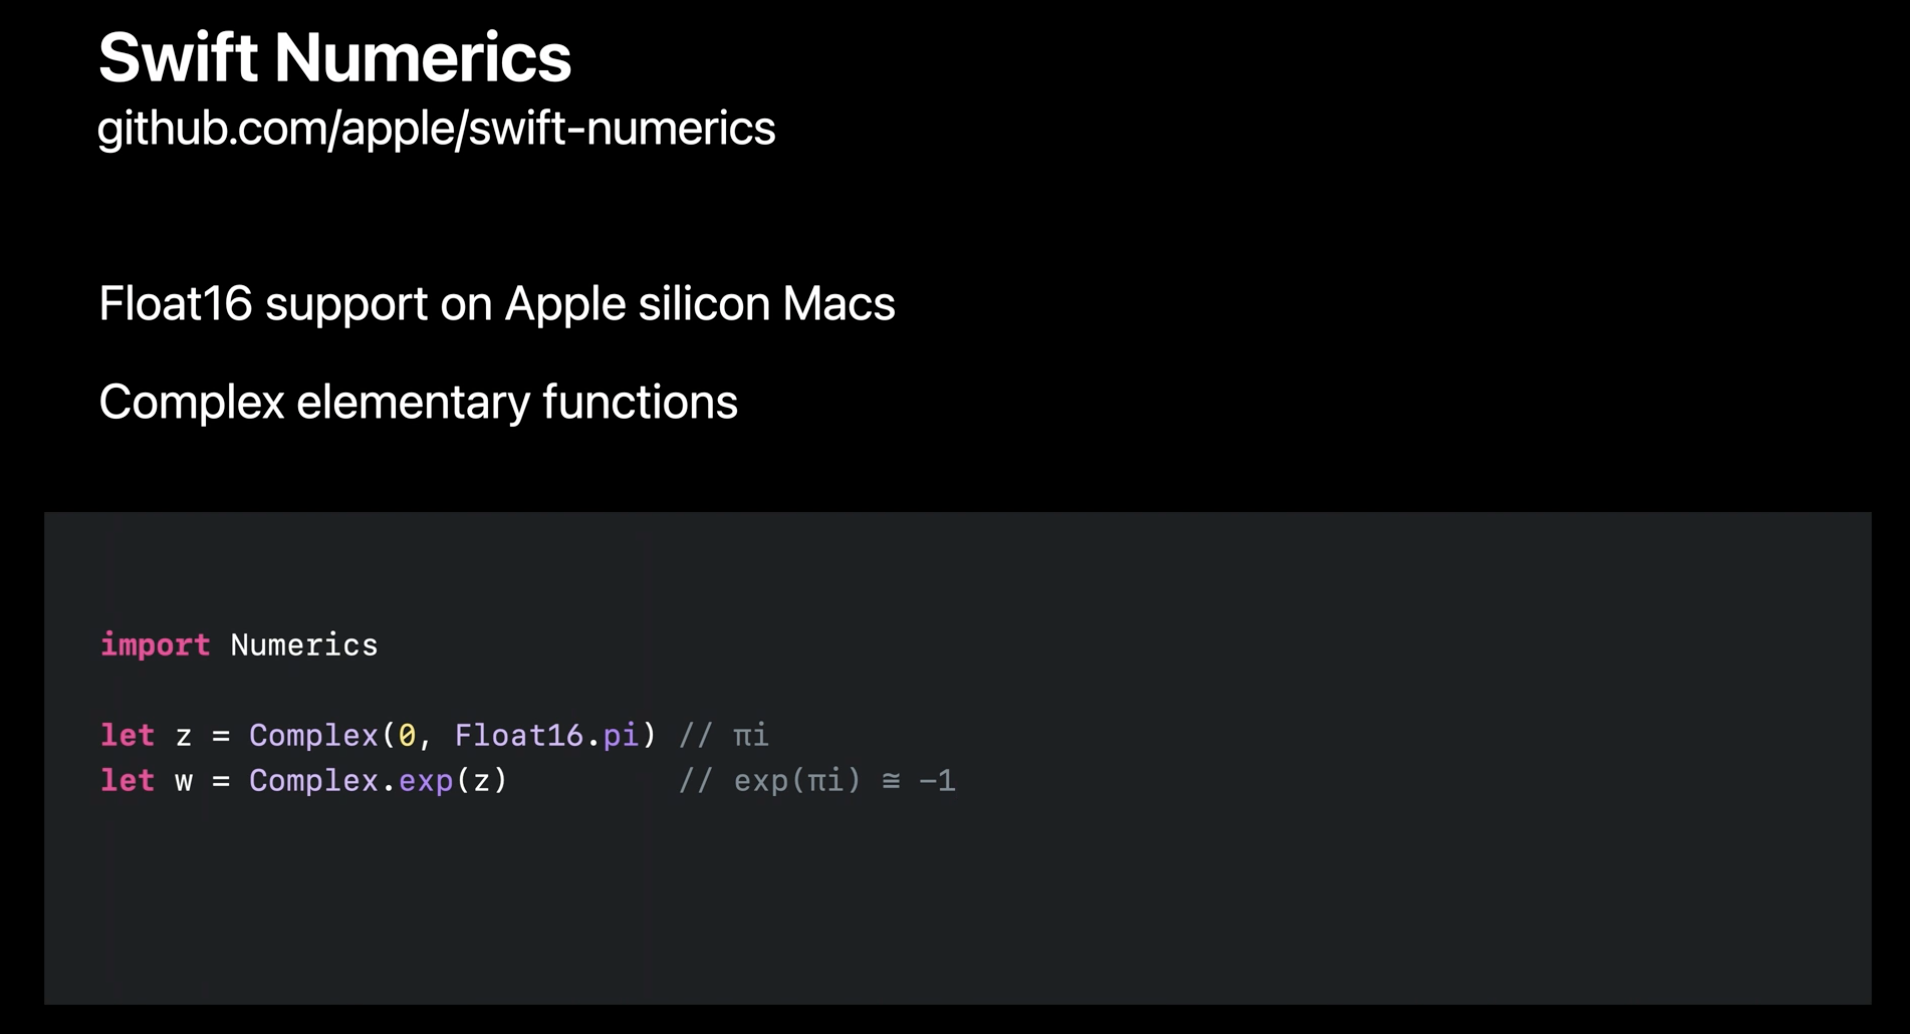 Swift Numerics
github.com/apple/swift-numerics
Float16 support on Apple silicon Macs
Complex elementary functions
import Numerics
let z = Complex(0, Float16.pi) // πi
let w = Complex.exp(z)         // exp(πi) ≅ −1